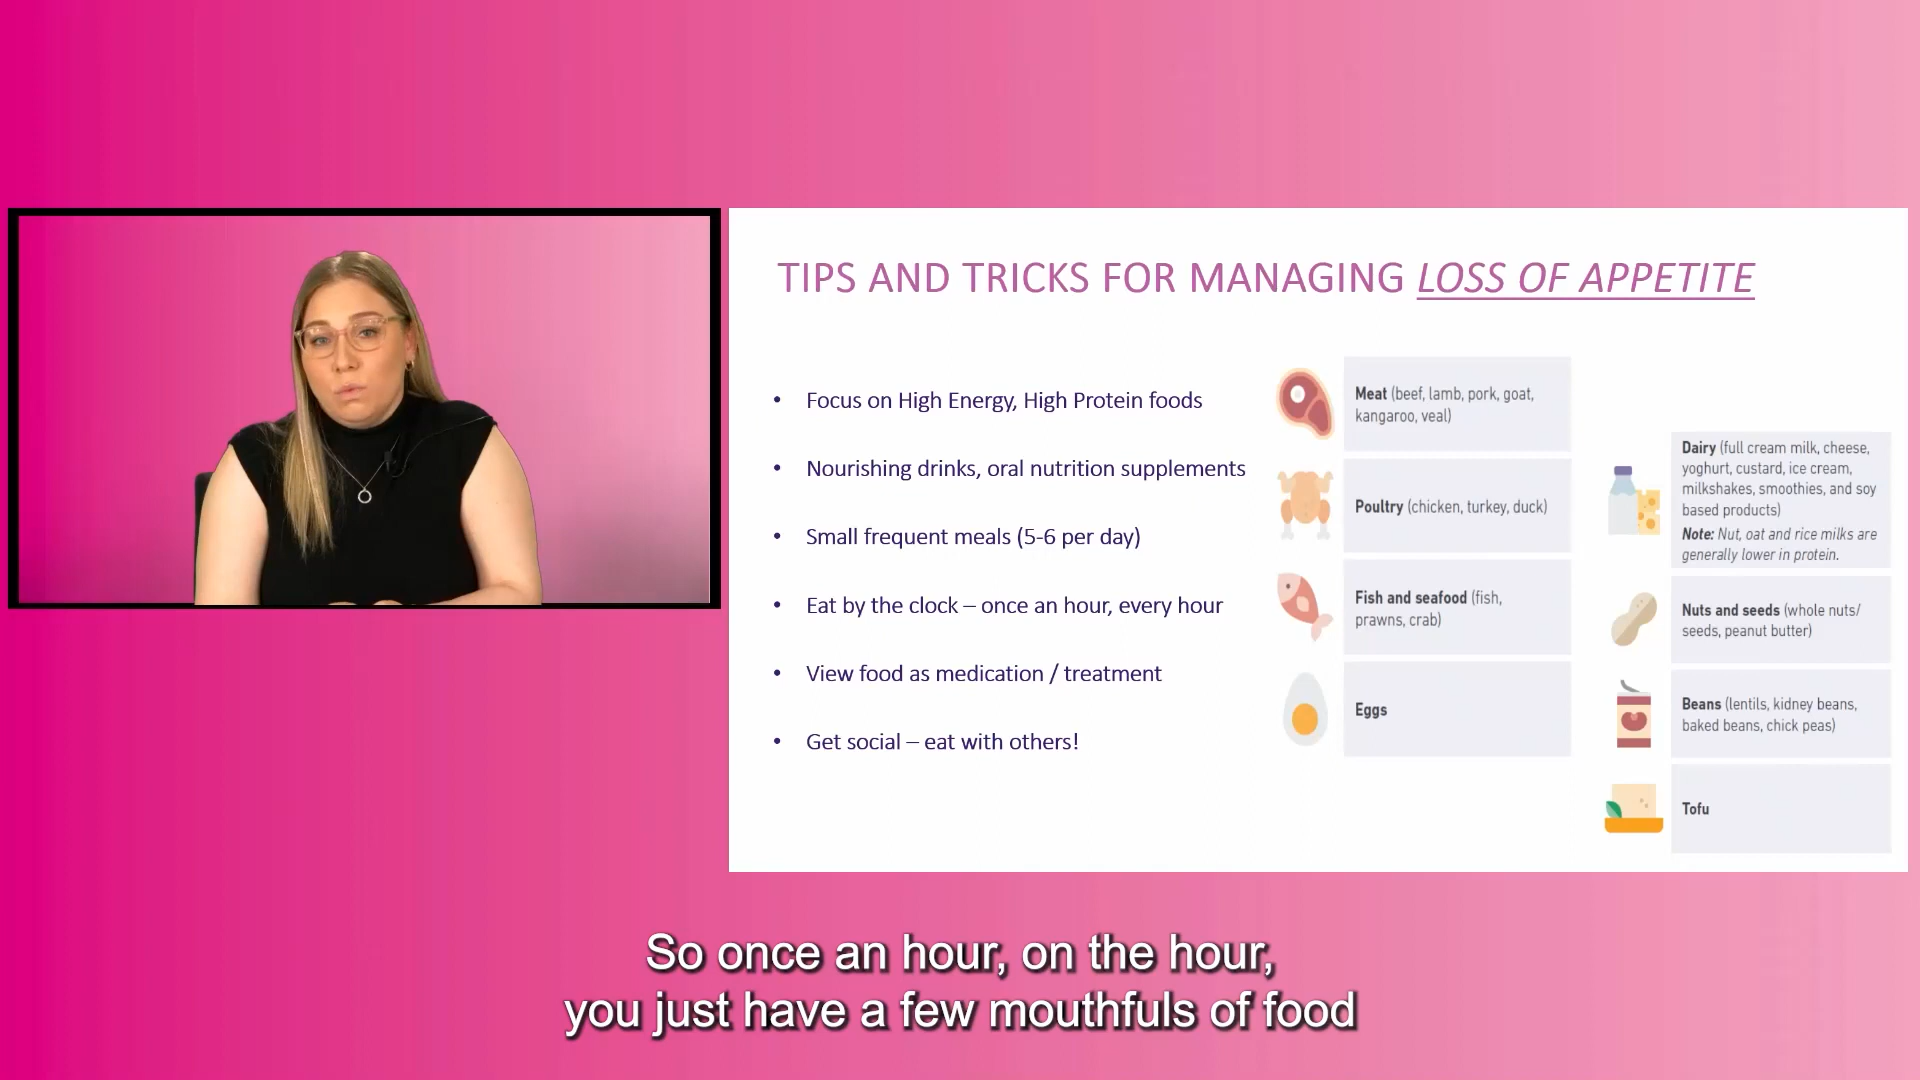 TIPS AND TRICKS FOR MANAGING LOSS OF APPETITE
• Focus on High Energy, High Protein foods
• Nourishing drinks, oral nutrition supplements
• Small frequent meals (5-6 per day)
• Eat by the clock – once an hour, every hour
• View food as medication / treatment
• Get social – eat with others!
Meat (beef, lamb, pork, goat,
kangaroo, veal)
Poultry (chicken, turkey, duck)
Fish and seafood (fish,
prawns, crab)
Eggs
Dairy (full cream milk, cheese,
yoghurt, custard, ice cream,
milkshakes, smoothies, and soy
based products)
Note: Nut, oat and rice milks are
generally lower in protein.
Nuts and seeds (whole nuts/
seeds, peanut butter)
Beans (lentils, kidney beans,
baked beans, chick peas)
Tofu
So once an hour, on the hour,
you just have a few mouthfuls of food